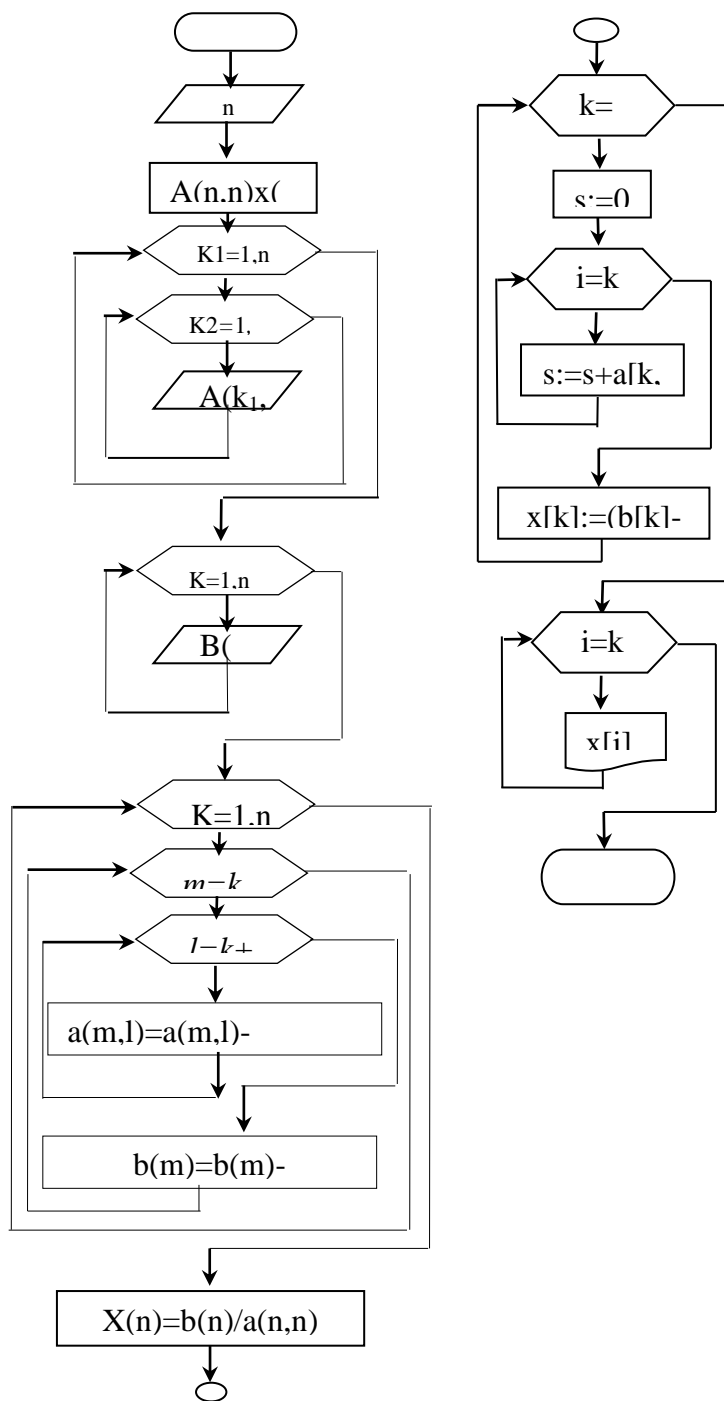 n
A(n,n)x(
K1=1,n
K2=1,
A(k₁,
K=1,n
B(
K=1,n
m=k
l=k+
a(m,l)=a(m,l)-
b(m)=b(m)-
X(n)=b(n)/a(n,n)
k=
s:=0
i=k
s:=s+a[k,
x[k]:=(b[k]-
i=k
x[i]